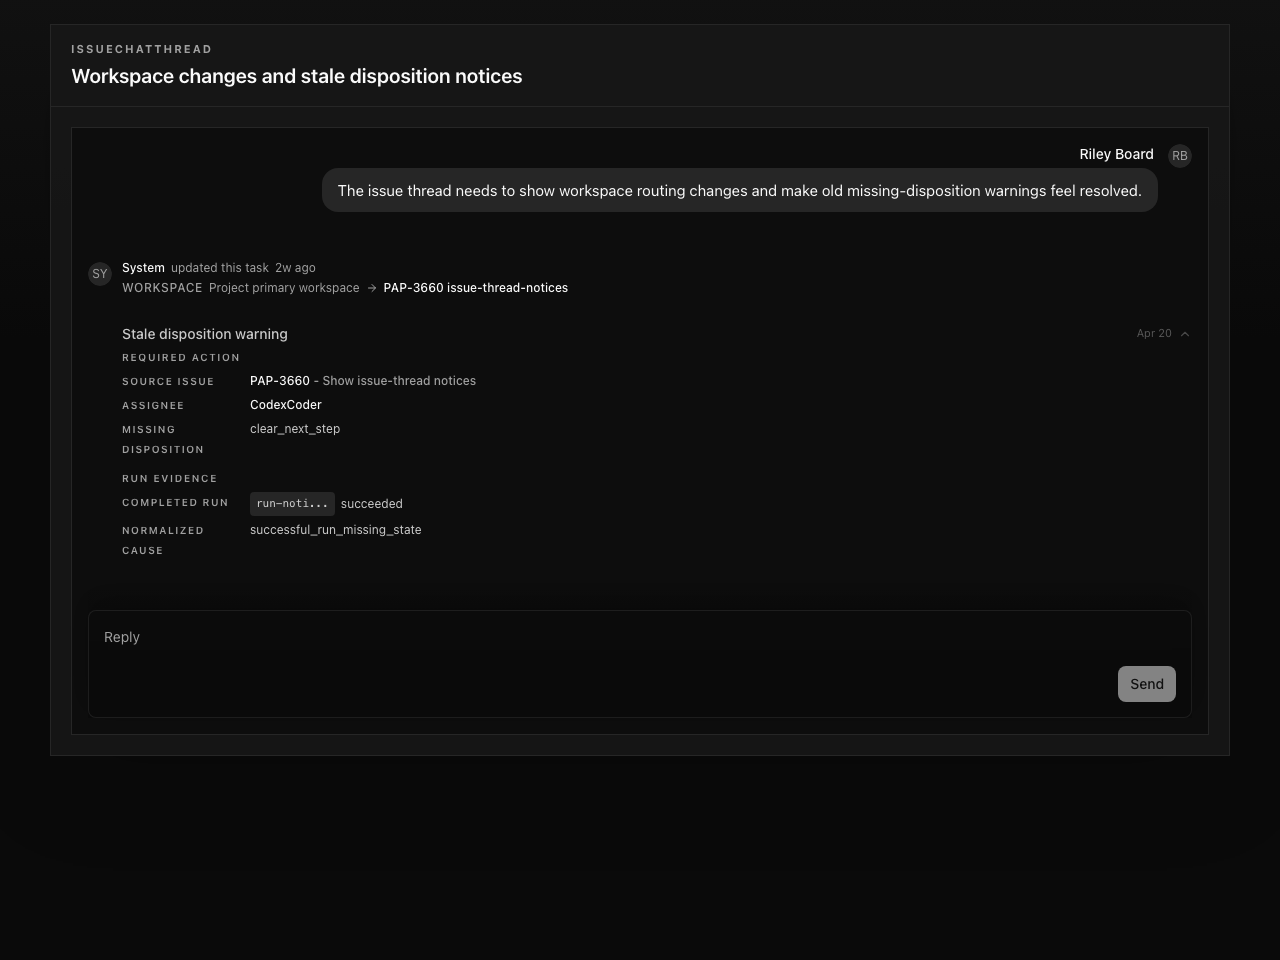 ISSUECHATTHREAD
Workspace changes and stale disposition notices
Riley Board RB
The issue thread needs to show workspace routing changes and make old missing-disposition warnings feel resolved.
SY System updated this task 2w ago
WORKSPACE Project primary workspace → PAP-3660 issue-thread-notices
Stale disposition warning Apr 20
REQUIRED ACTION
SOURCE ISSUE PAP-3660 - Show issue-thread notices
ASSIGNEE CodexCoder
MISSING clear_next_step
DISPOSITION
RUN EVIDENCE
COMPLETED RUN run-noti... succeeded
NORMALIZED successful_run_missing_state
CAUSE
Reply
Send